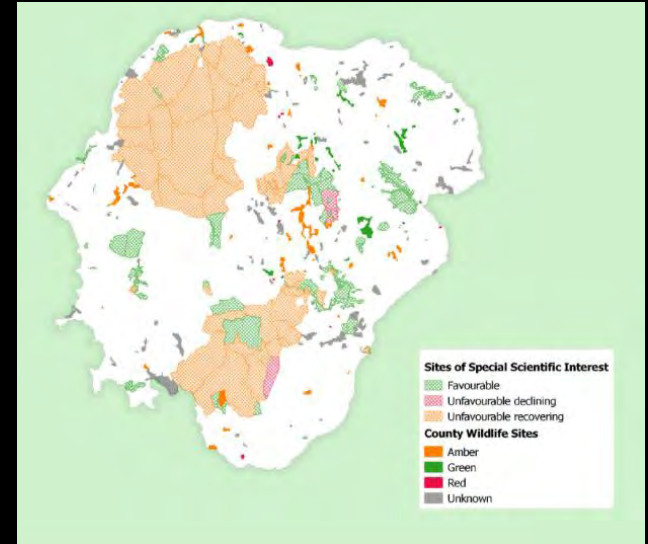 Sites of Special Scientific Interest
Favourable
Unfavourable declining
Unfavourable recovering
County Wildlife Sites
Amber
Green
Red
Unknown